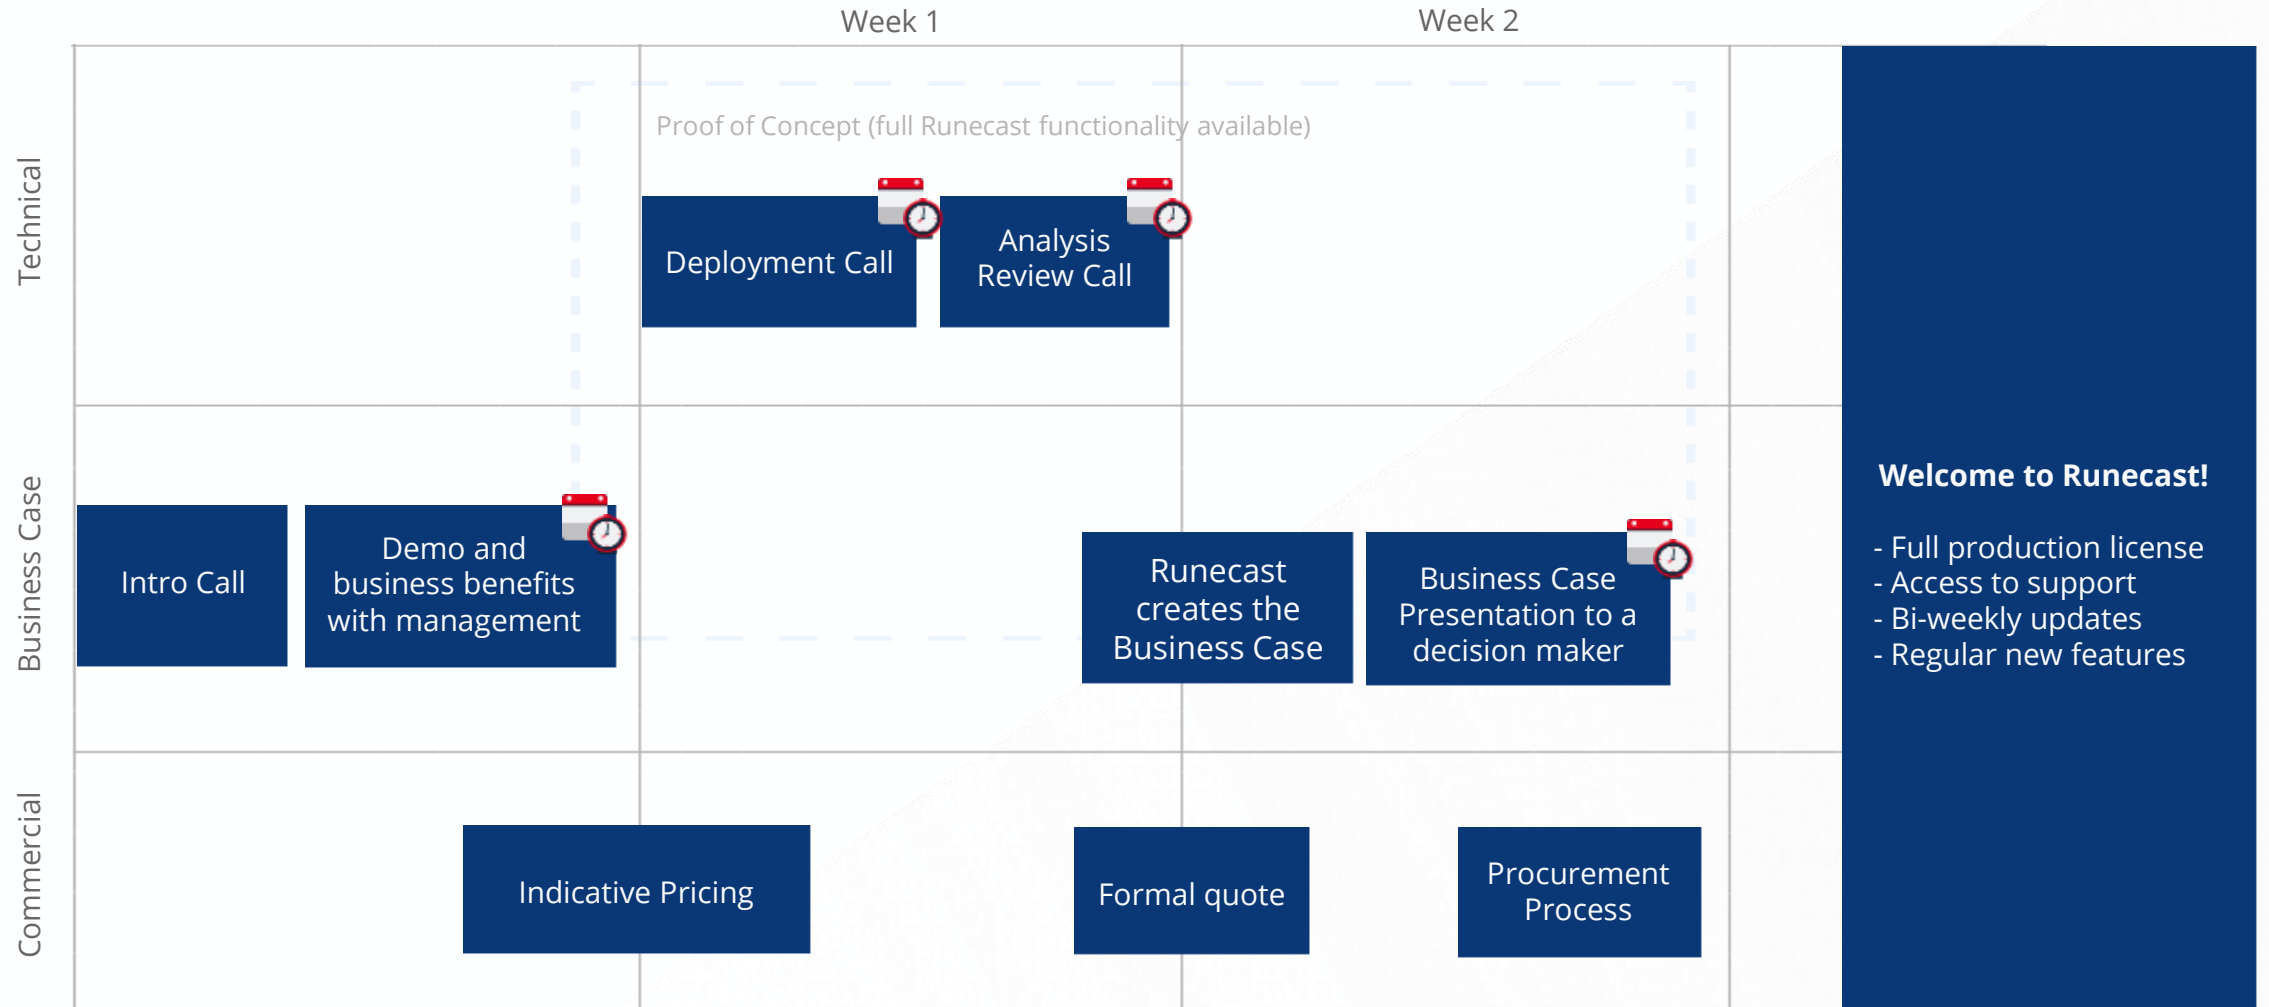 Week 1
Week 2
Technical
Proof of Concept (full Runecast functionality available)
Deployment Call
Analysis
Review Call
Business Case
Intro Call
Demo and
business benefits
with management
Runecast
creates the
Business Case
Business Case
Presentation to a
decision maker
Commercial
Indicative Pricing
Formal quote
Procurement
Process
Welcome to Runecast!
- Full production license
- Access to support
- Bi-weekly updates
- Regular new features